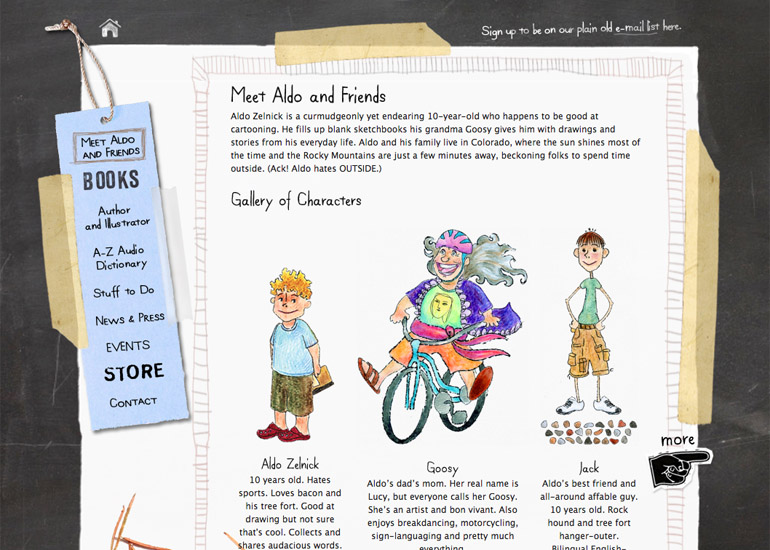 Sign up to be on our plain old e-mail list here.
MEET ALDO
AND FRIENDS
BOOKS
Author
and Illustrator
A-Z Audio
Dictionary
Stuff to Do
NEWS & PRESS
EVENTS
STORE
CONTACT
Meet Aldo and Friends
Aldo Zelnick is a curmudgeonly yet endearing 10-year-old who happens to be good at
cartooning. He fills up blank sketchbooks his grandma Goosy gives him with drawings and
stories from his everyday life. Aldo and his family live in Colorado, where the sun shines most of
the time and the Rocky Mountains are just a few minutes away, beckoning folks to spend time
outside. (Ack! Aldo hates OUTSIDE.)
Gallery of Characters
Aldo Zelnick
10 years old. Hates
sports. Loves bacon and
his tree fort. Good at
drawing but not sure
that's cool. Collects and
shares audacious words.
Goosy
Aldo's dad's mom. Her real name is
Lucy, but everyone calls her Goosy.
She's an artist and bon vivant. Also
enjoys breakdancing, motorcycling,
sign-languaging and pretty much
everything
Jack
Aldo's best friend and
all-around affable guy.
10 years old. Rock
hound and tree fort
hanger-outer.
Bilingual English-
more